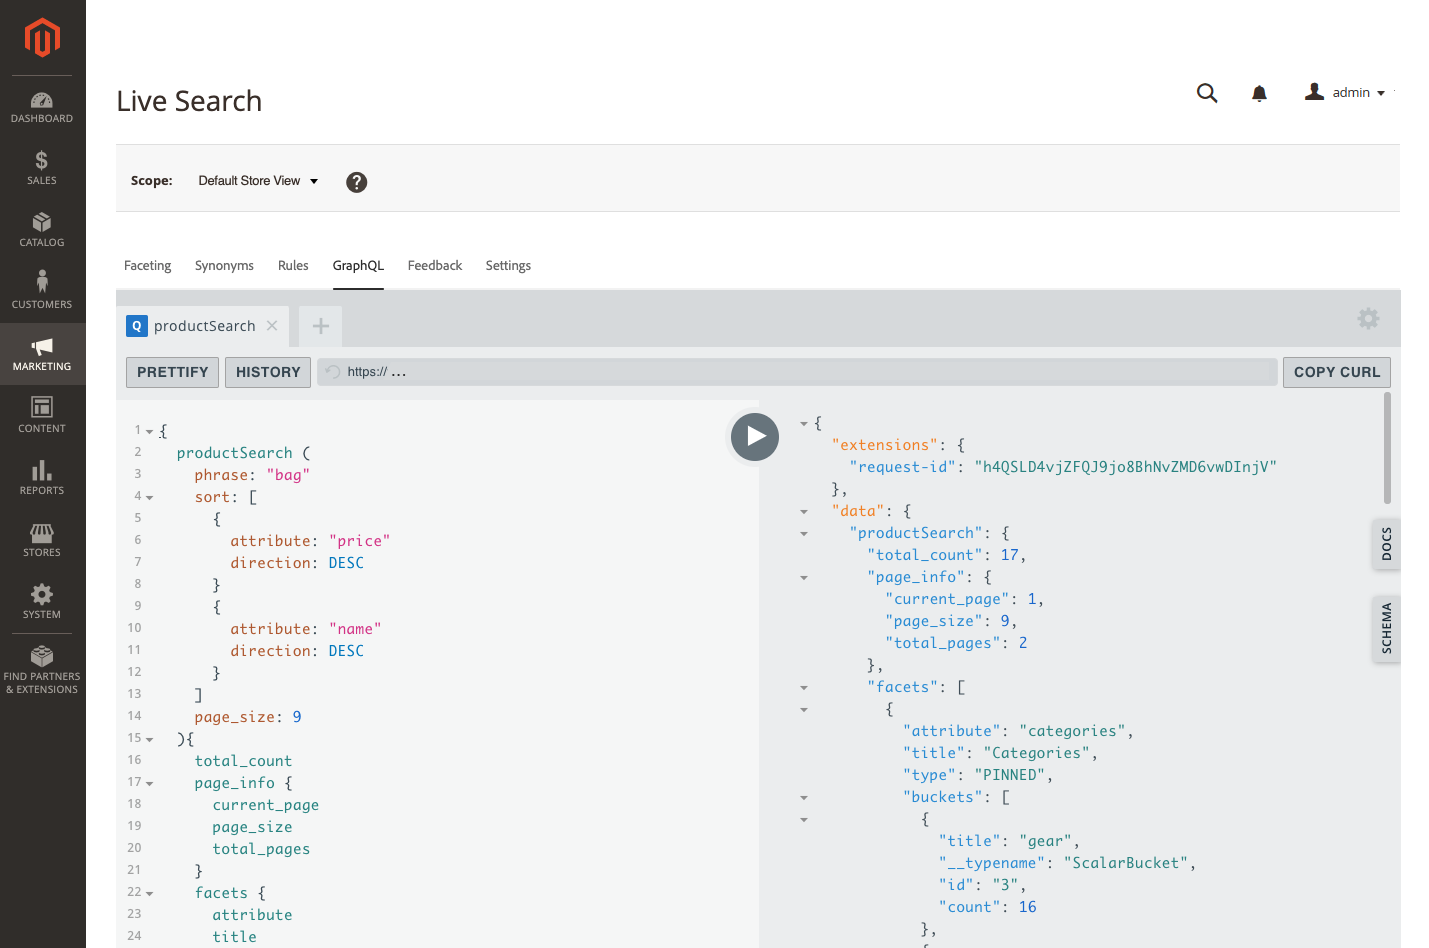 DASHBOARD
SALES
CATALOG
CUSTOMERS
MARKETING
CONTENT
REPORTS
STORES
SYSTEM
FIND PARTNERS
& EXTENSIONS
Live Search
admin
Scope: Default Store View ?
Faceting Synonyms Rules GraphQL Feedback Settings
Q productSearch × +
PRETTIFY HISTORY https:// ... COPY CURL
1 {
2 productSearch (
3 phrase: "bag"
4 sort: [
5 {
6 attribute: "price"
7 direction: DESC
8 }
9 {
10 attribute: "name"
11 direction: DESC
12 }
13 ]
14 page_size: 9
15 ){
16 total_count
17 page_info {
18 current_page
19 page_size
20 total_pages
21 }
22 facets {
23 attribute
24 title
{
"extensions": {
"request-id": "h4QSLD4vjZFQJ9jo8BhNvZMD6vwDInjV"
},
"data": {
"productSearch": {
"total_count": 17,
"page_info": {
"current_page": 1,
"page_size": 9,
"total_pages": 2
},
"facets": [
{
"attribute": "categories",
"title": "Categories",
"type": "PINNED",
"buckets": [
{
"title": "gear",
"__typename": "ScalarBucket",
"id": "3",
"count": 16
},
{
DOCS
SCHEMA